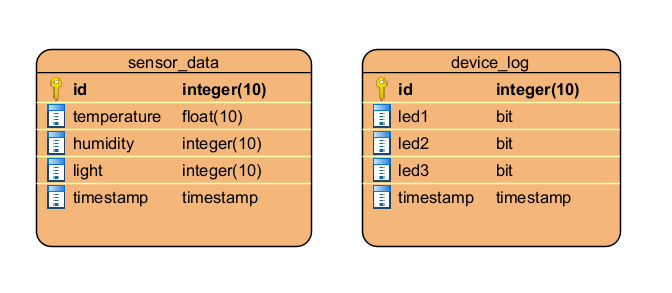 sensor_data
id integer(10)
temperature float(10)
humidity integer(10)
light integer(10)
timestamp timestamp
device_log
id integer(10)
led1 bit
led2 bit
led3 bit
timestamp timestamp